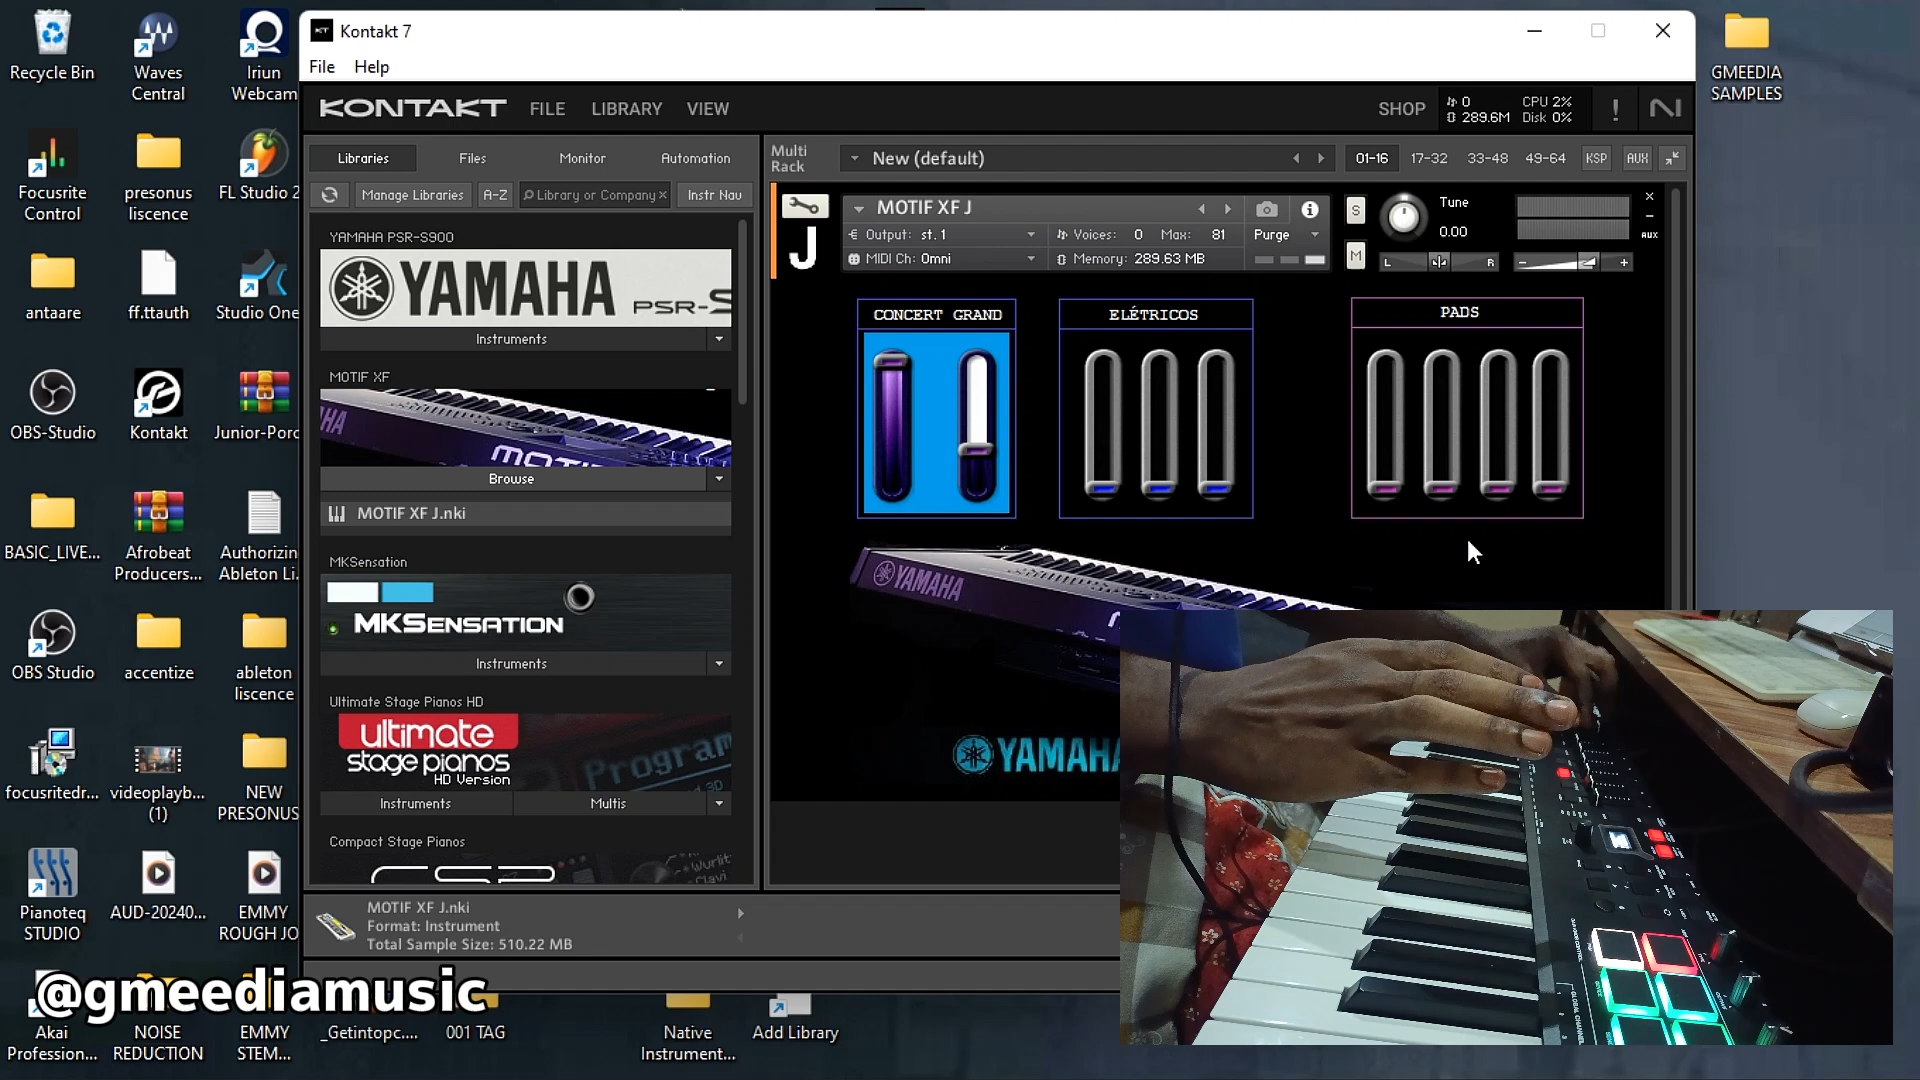 Recycle Bin
Waves
Central
Iriun
Webcam
Focusrite
Control
presonus
liscence
FL Studio 2
antaare
ff.ttauth
Studio One
OBS-Studio
Kontakt
Junior-Porc
BASIC_LIVE...
Afrobeat
Producers...
Authorizin
Ableton Li.
OBS Studio
accentize
ableton
liscence
focusritedr...
videoplayb...
(1)
NEW
PRESONUS
Pianoteq
STUDIO
AUD-20240...
EMMY
ROUGH JO
@gmeediamusic
Akai
Profession...
NOISE
REDUCTION
EMMY
STEM...
_Getintopc....
001 TAG
Native
Instrument...
Add Library
GMEEDIA
SAMPLES
Kontakt 7
File Help
KONTAKT FILE LIBRARY VIEW
SHOP
0
289.6M
CPU 2%
Disk 0%
!
Libraries Files Monitor Automation
Manage Libraries A-Z Library or Company × Instr Nav
YAMAHA PSR-S900
YAMAHA PSR-S
Instruments
MOTIF XF
Browse
MOTIF XF J.nki
MKSensation
MKSENSATION
Instruments
Ultimate Stage Pianos HD
ultimate
stage pianos
HD Version
Program
Instruments Multis
Compact Stage Pianos
MOTIF XF J.nki
Format: Instrument
Total Sample Size: 510.22 MB
Multi
Rack
New (default)
01-16 17-32 33-48 49-64 KSP AUX
J
MOTIF XF J
Output: st.1
Voices: 0 Max: 81
Purge
MIDI Ch: Omni
Memory: 289.63 MB
S
M
Tune
0.00
L R
- +
AUX
CONCERT GRAND
ELÉTRICOS
PADS
YAMAHA
YAMAHA